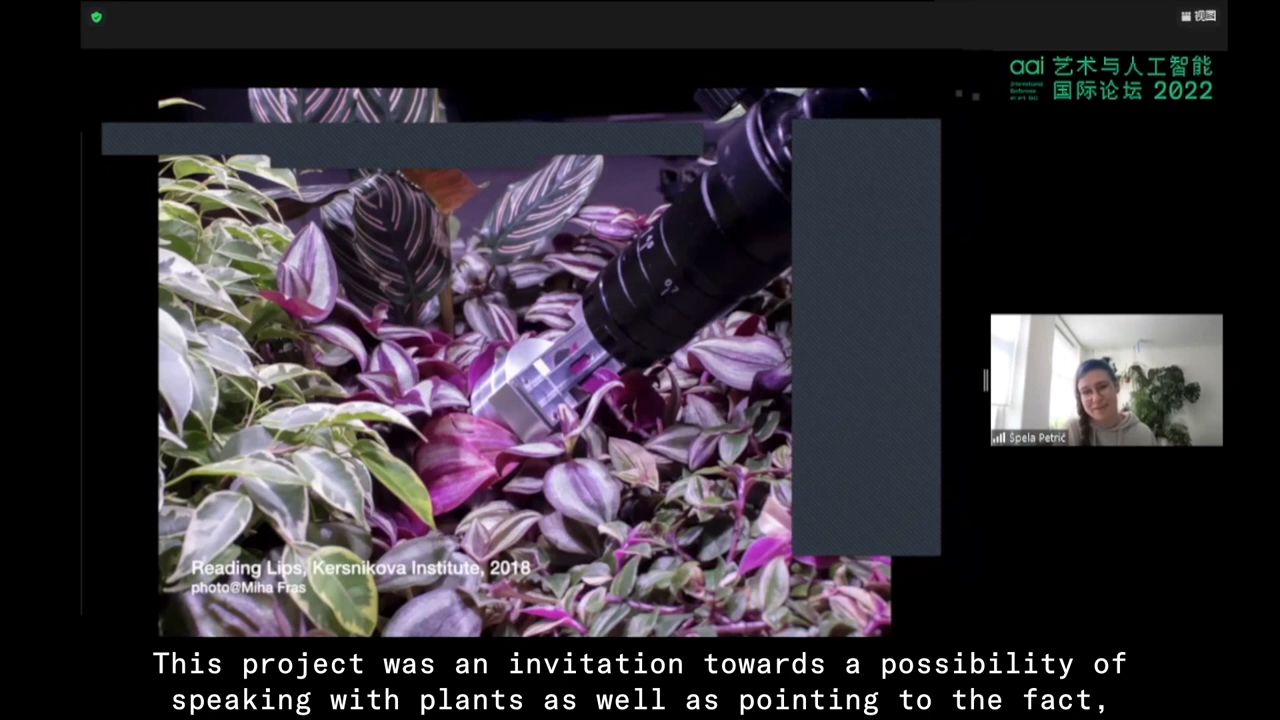 视图
aai 艺术与人工智能
国际论坛 2022
Reading Lips, Kersnikova Institute, 2018
photo@Miha Fras
Špela Petrič
This project was an invitation towards a possibility of
speaking with plants as well as pointing to the fact,